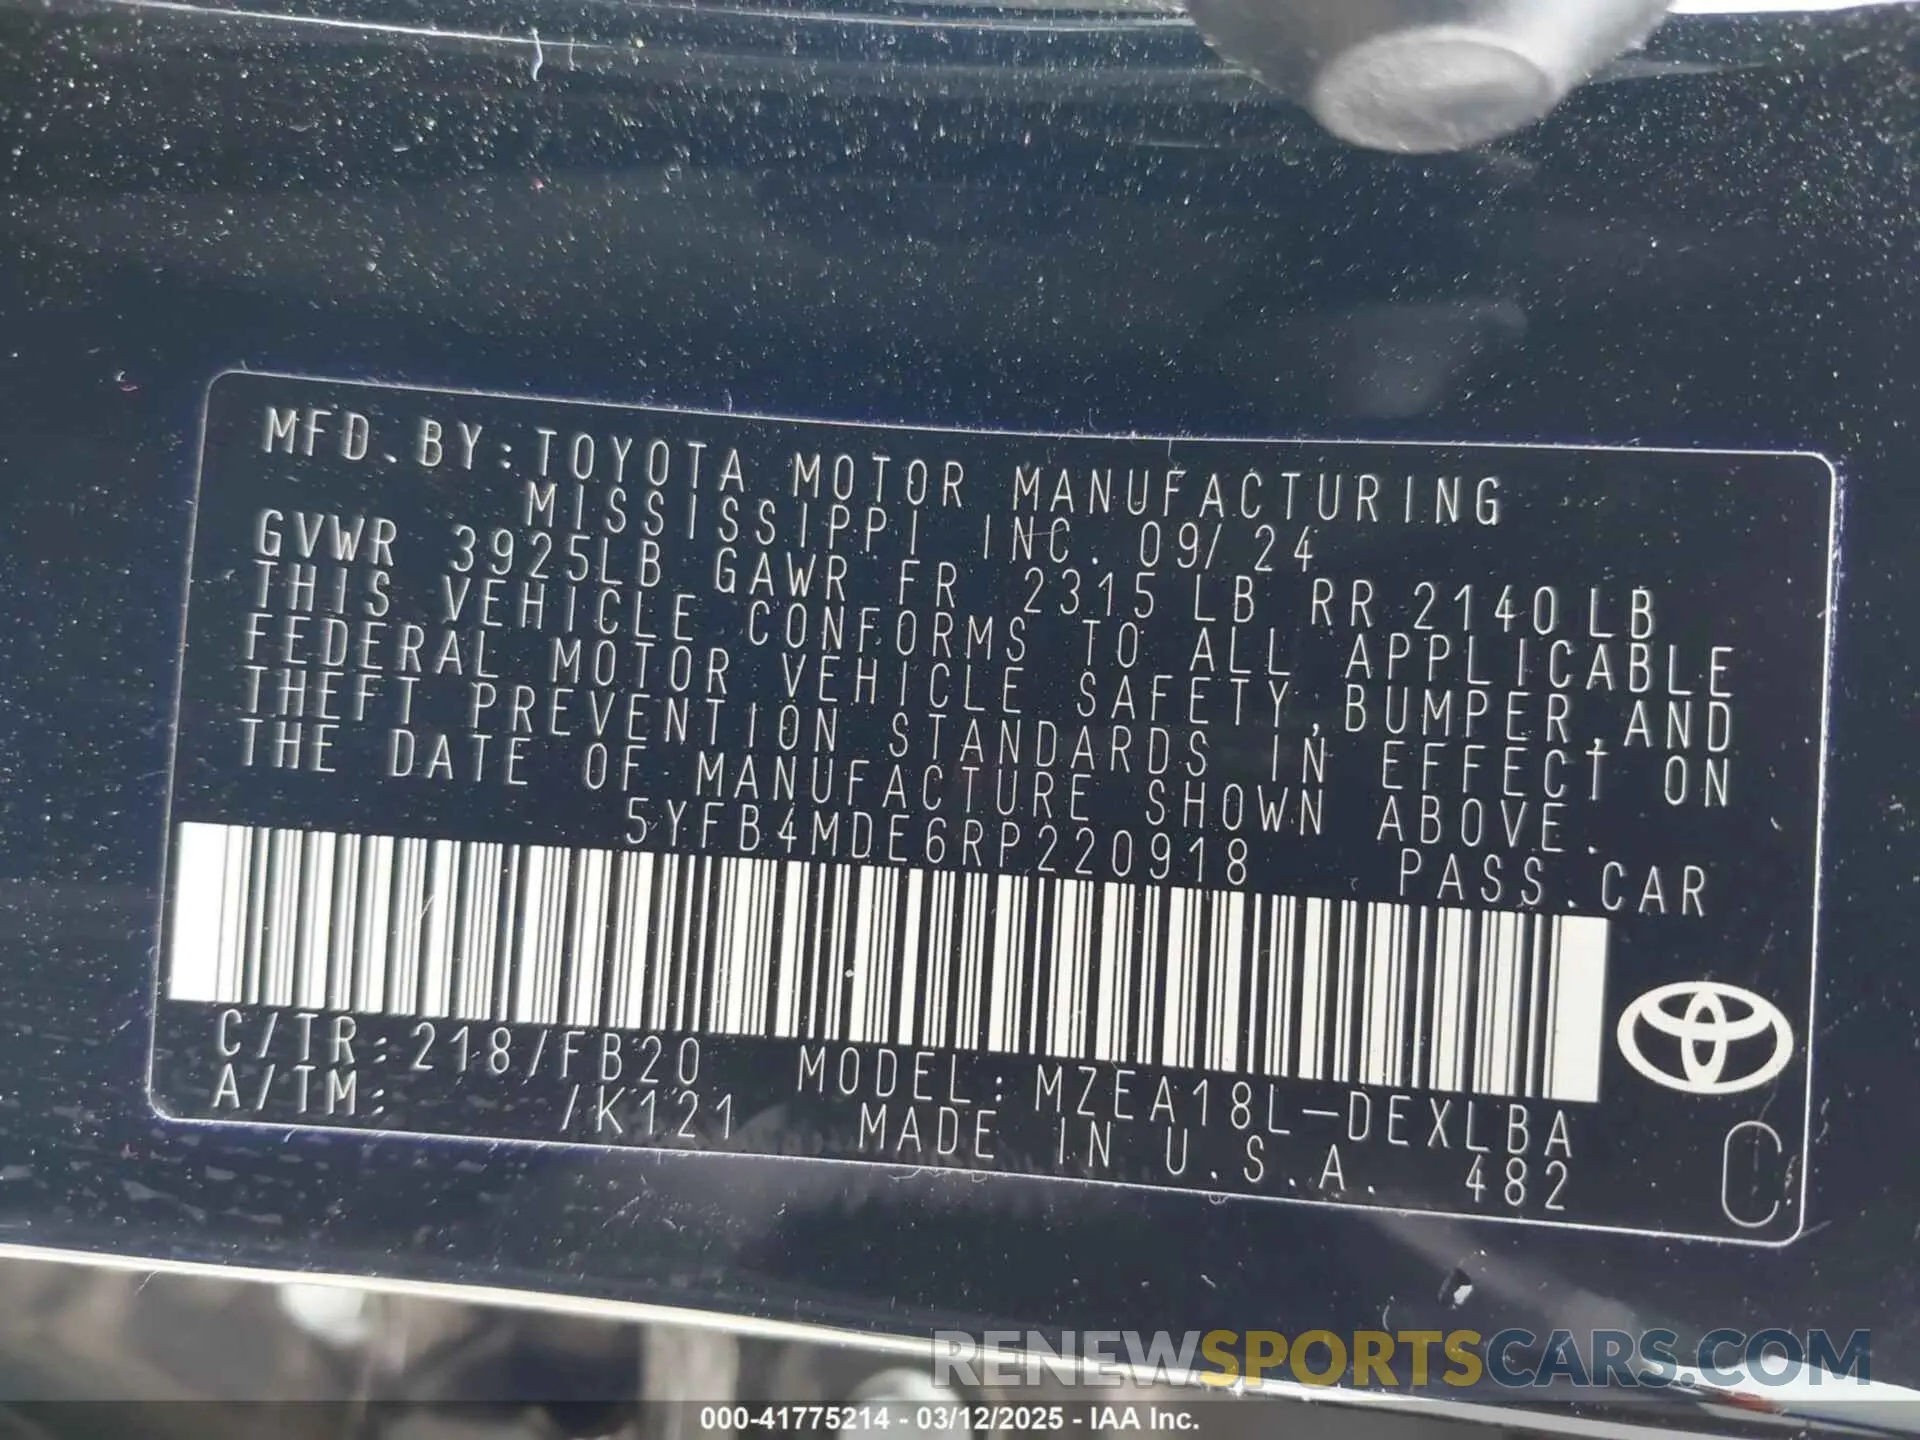 MFD.BY:TOYOTA MOTOR MANUFACTURING
MISSISSIPPI INC. 09/24
GVWR 3925LB GAWR FR 2315LB RR 2140LB
THIS VEHICLE CONFORMS TO ALL APPLICABLE
FEDERAL MOTOR VEHICLE SAFETY,BUMPER,AND
THEFT PREVENTION STANDARDS IN EFFECT ON
THE DATE OF MANUFACTURE SHOWN ABOVE.
5YFB4MDE6RP220918 PASS.CAR
C/TR:218/FB20 MODEL:MZEA18L-DEXLBA
A/TM: /K121 MADE IN U.S.A. 482
C
RENEWSPORTSCARS.COM
000-41775214 - 03/12/2025 - IAA Inc.